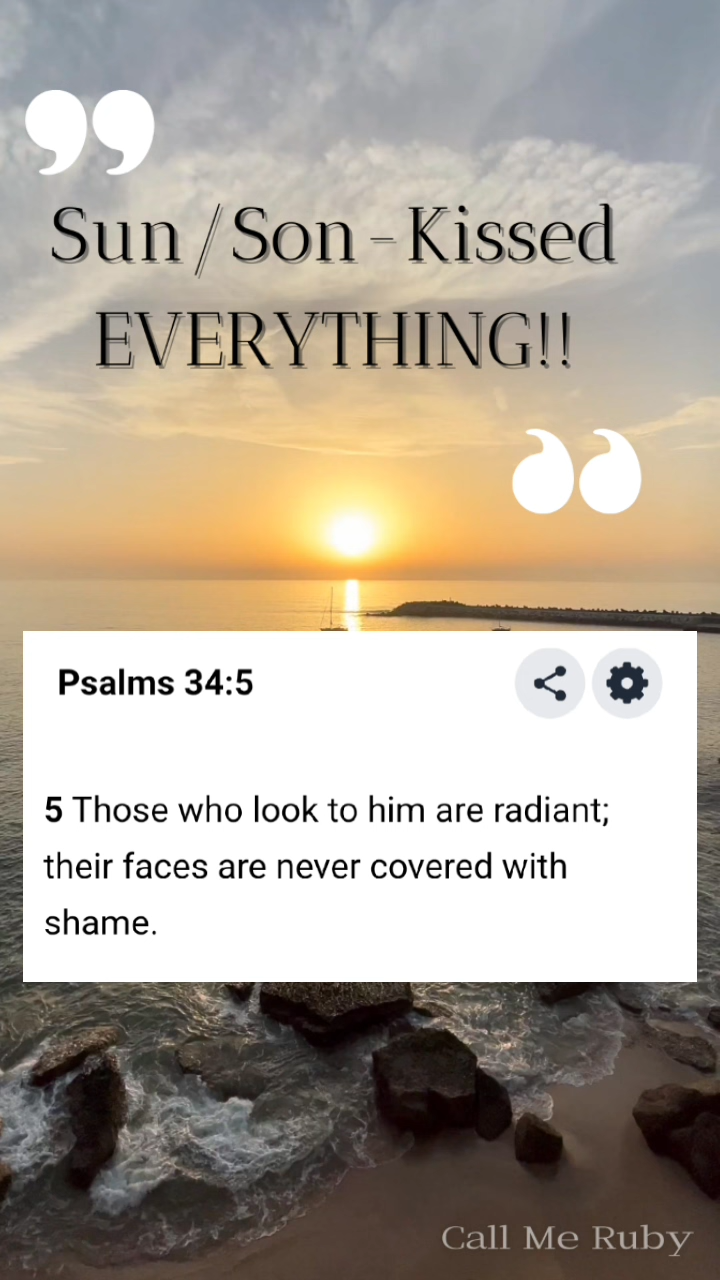 ”
Sun / Son - Kissed
EVERYTHING!!
“
Psalms 34:5
5 Those who look to him are radiant;
their faces are never covered with
shame.
Call Me Ruby